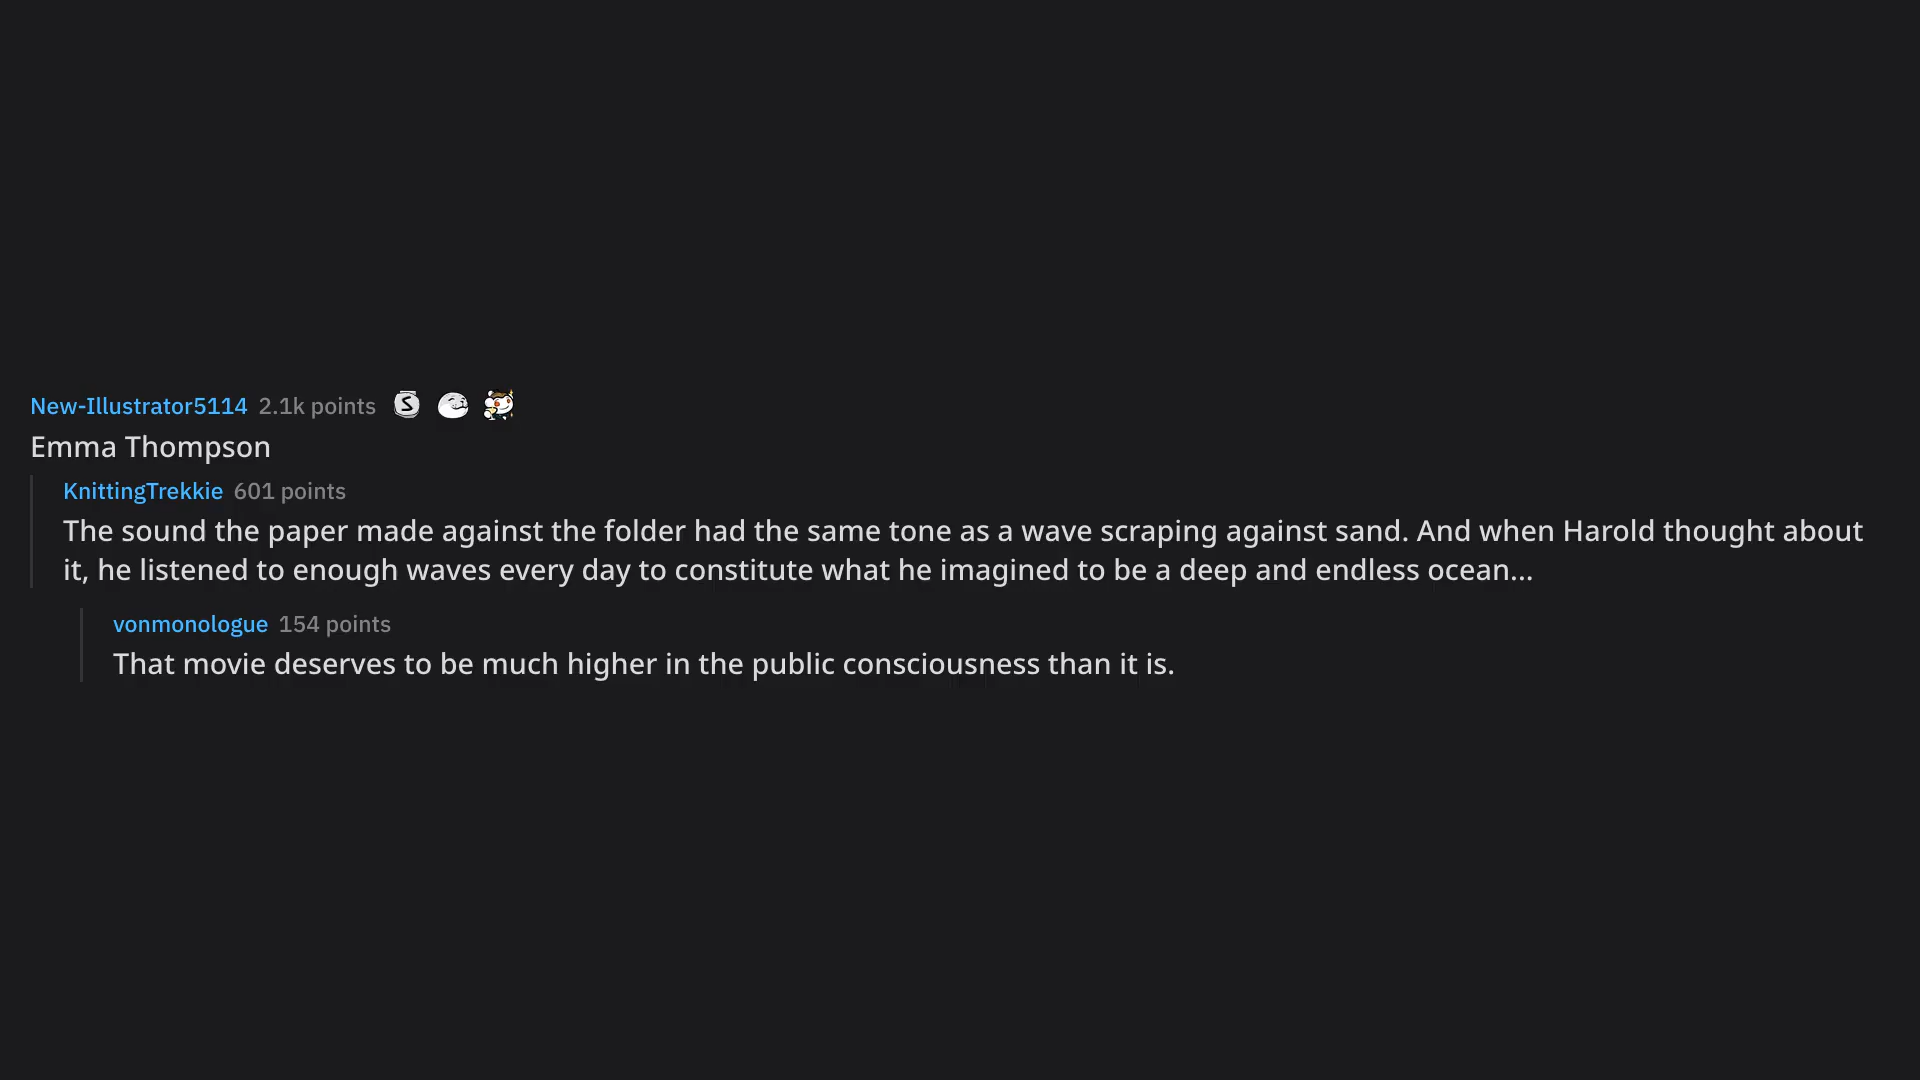 New-Illustrator5114 2.1k points
Emma Thompson
KnittingTrekkie 601 points
The sound the paper made against the folder had the same tone as a wave scraping against sand. And when Harold thought about
it, he listened to enough waves every day to constitute what he imagined to be a deep and endless ocean...
vonmonologue 154 points
That movie deserves to be much higher in the public consciousness than it is.